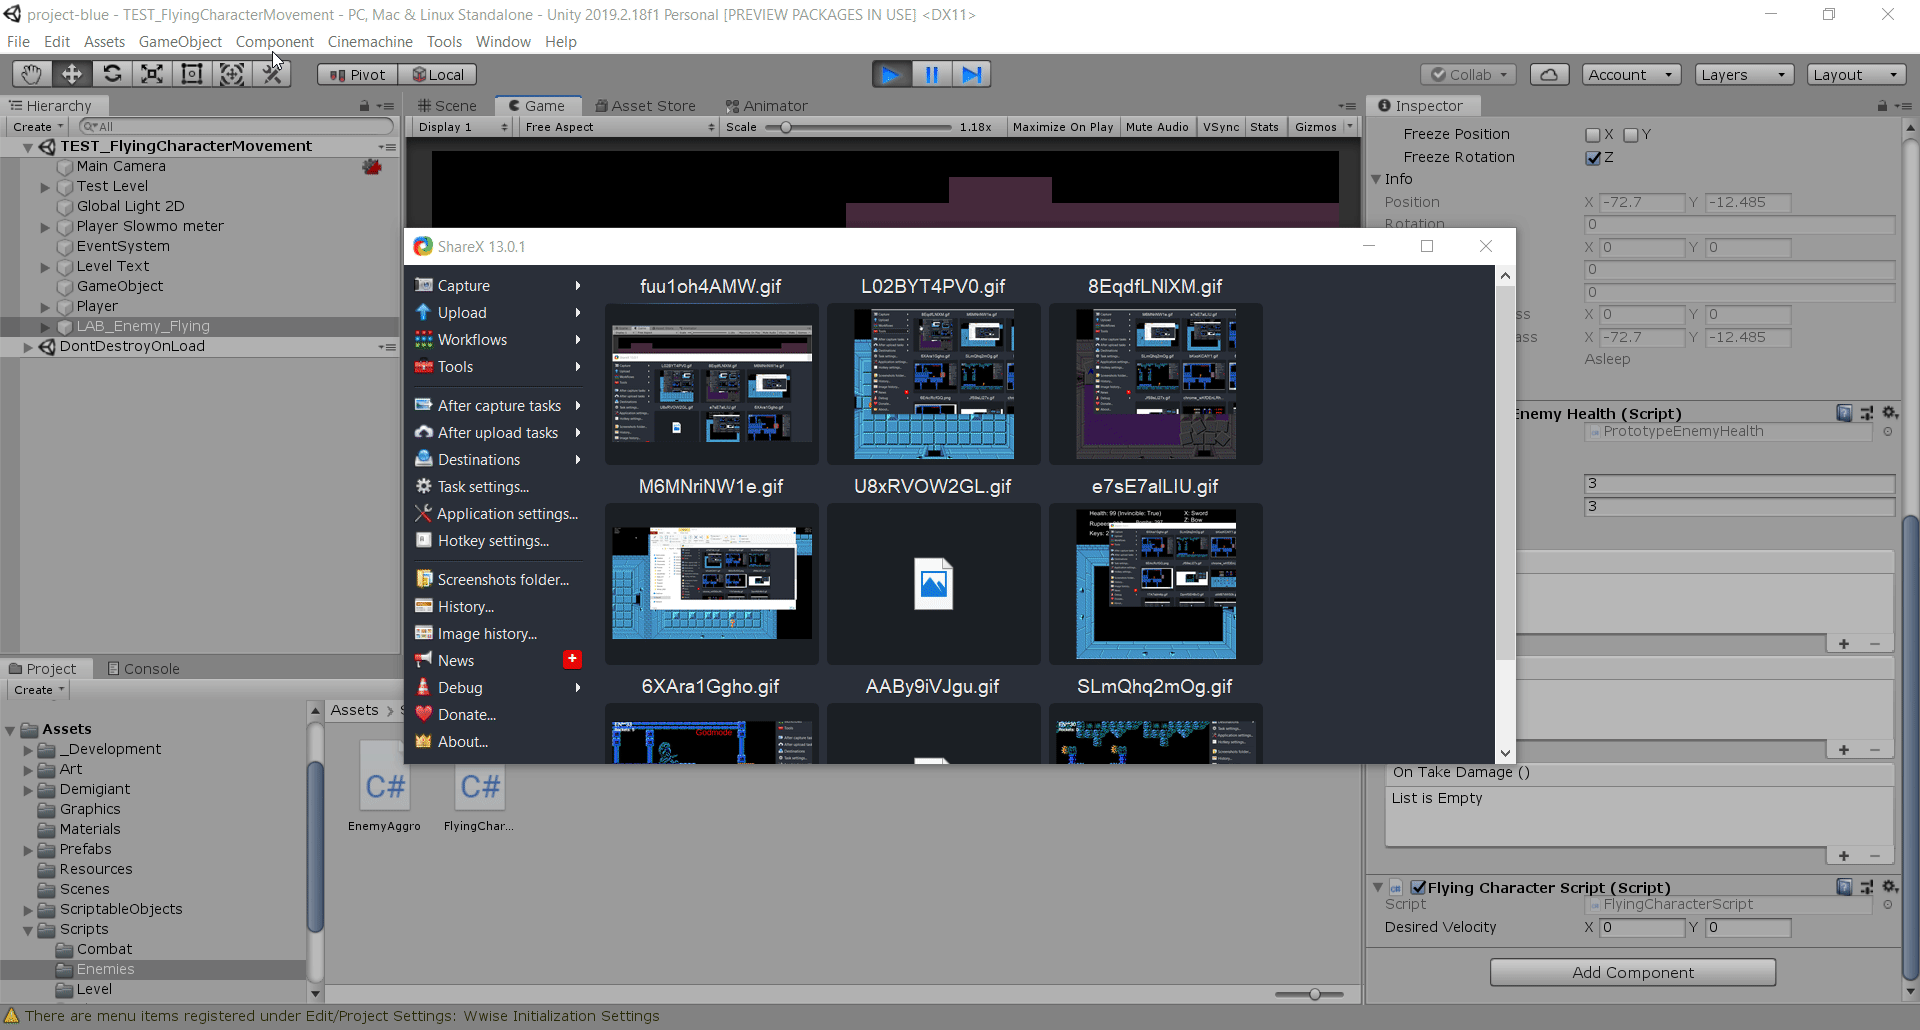 project-blue - TEST_FlyingCharacterMovement - PC, Mac & Linux Standalone - Unity 2019.2.18f1 Personal [PREVIEW PACKAGES IN USE] <DX11>
File Edit Assets GameObject Component Cinemachine Tools Window Help
Pivot Local Collab Account Layers Layout
Hierarchy
Create All
TEST_FlyingCharacterMovement
Main Camera
Test Level
Global Light 2D
Player Slowmo meter
EventSystem
Level Text
GameObject
Player
LAB_Enemy_Flying
DontDestroyOnLoad
Scene Game Asset Store Animator
Display 1 Free Aspect Scale 1.18x Maximize On Play Mute Audio VSync Stats Gizmos
ShareX 13.0.1
Capture
Upload
Workflows
Tools
After capture tasks
After upload tasks
Destinations
Task settings...
Application settings...
Hotkey settings...
Screenshots folder...
History...
Image history...
News
Debug
Donate...
About...
fuu1oh4AMW.gif L02BYT4PV0.gif 8EqdfLNlXM.gif
M6MNriNW1e.gif U8xRVOW2GL.gif e7sE7alLIU.gif
Health: 99 (Invincible: True) X: Sword
Z: Bow
6XAra1Ggho.gif AABy9iVJgu.gif SLmQhq2mOg.gif
Godmode
Inspector
Freeze Position X Y
Freeze Rotation Z
Info
Position X -72.7 Y -12.485
Rotation 0
X 0 Y 0
0
0
ss X 0 Y 0
ass X -72.7 Y -12.485
Asleep
Enemy Health (Script)
PrototypeEnemyHealth
3
3
On Take Damage ()
List is Empty
Flying Character Script (Script)
Script FlyingCharacterScript
Desired Velocity X 0 Y 0
Add Component
Project Console
Create
Assets
_Development
Art
Demigiant
Graphics
Materials
Prefabs
Resources
Scenes
ScriptableObjects
Scripts
Combat
Enemies
Level
Assets > S
C# C#
EnemyAggro FlyingChar...
There are menu items registered under Edit/Project Settings: Wwise Initialization Settings